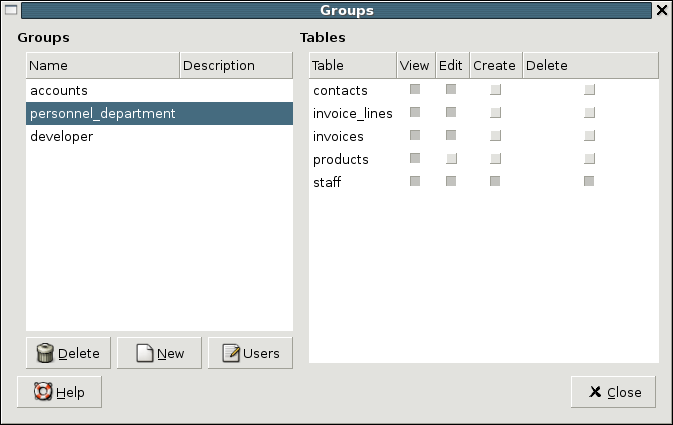 Groups
Groups
Tables
Name Description
Table View Edit Create Delete
accounts
personnel_department
developer
contacts
invoice_lines
invoices
products
staff
Delete New Users
Help Close